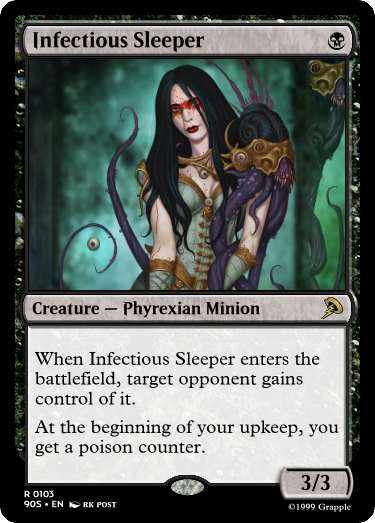 Infectious Sleeper
Creature — Phyrexian Minion
When Infectious Sleeper enters the
battlefield, target opponent gains
control of it.
At the beginning of your upkeep, you
get a poison counter.
3/3
R 0103
90S • EN RK POST
©1999 Grapple